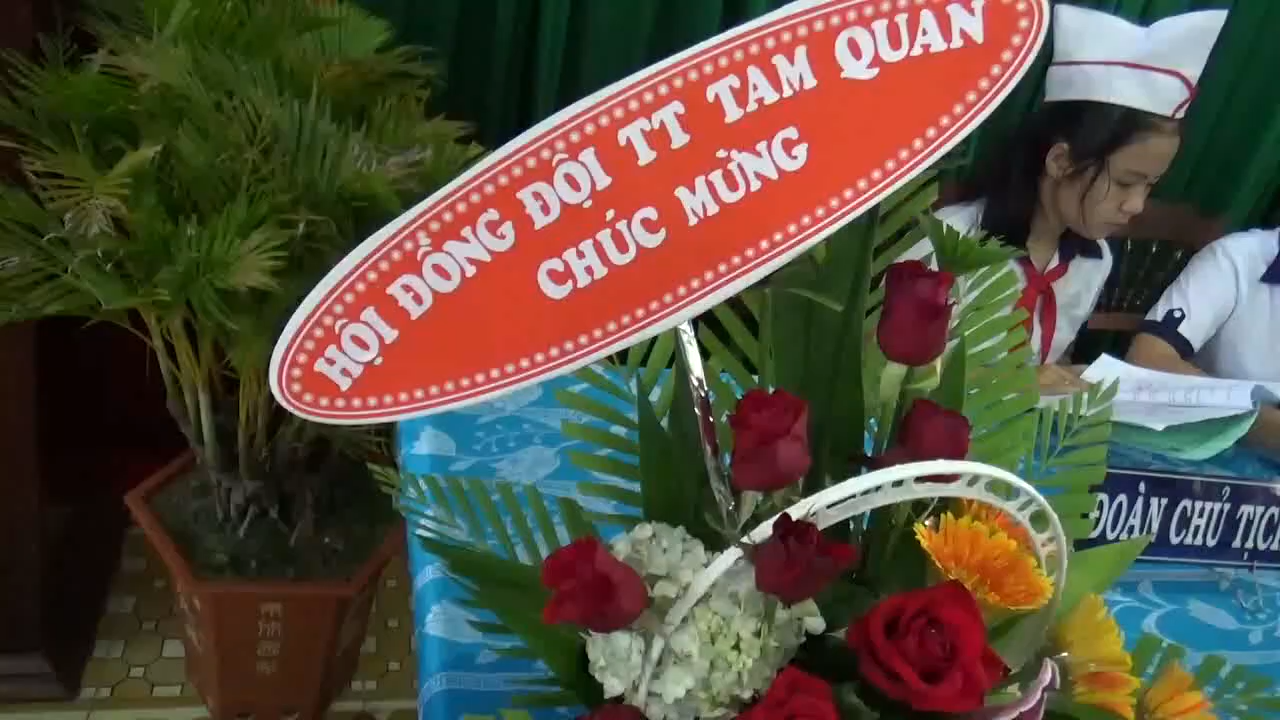 HỘI ĐỒNG ĐỘI TT TAM QUAN
CHÚC MỪNG
ĐOÀN CHỦ TỊCH